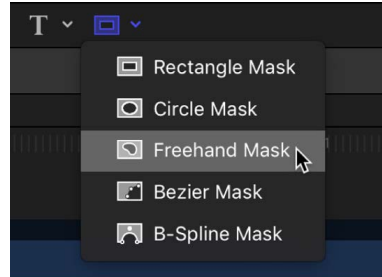 T
Rectangle Mask
Circle Mask
Freehand Mask
Bezier Mask
B-Spline Mask